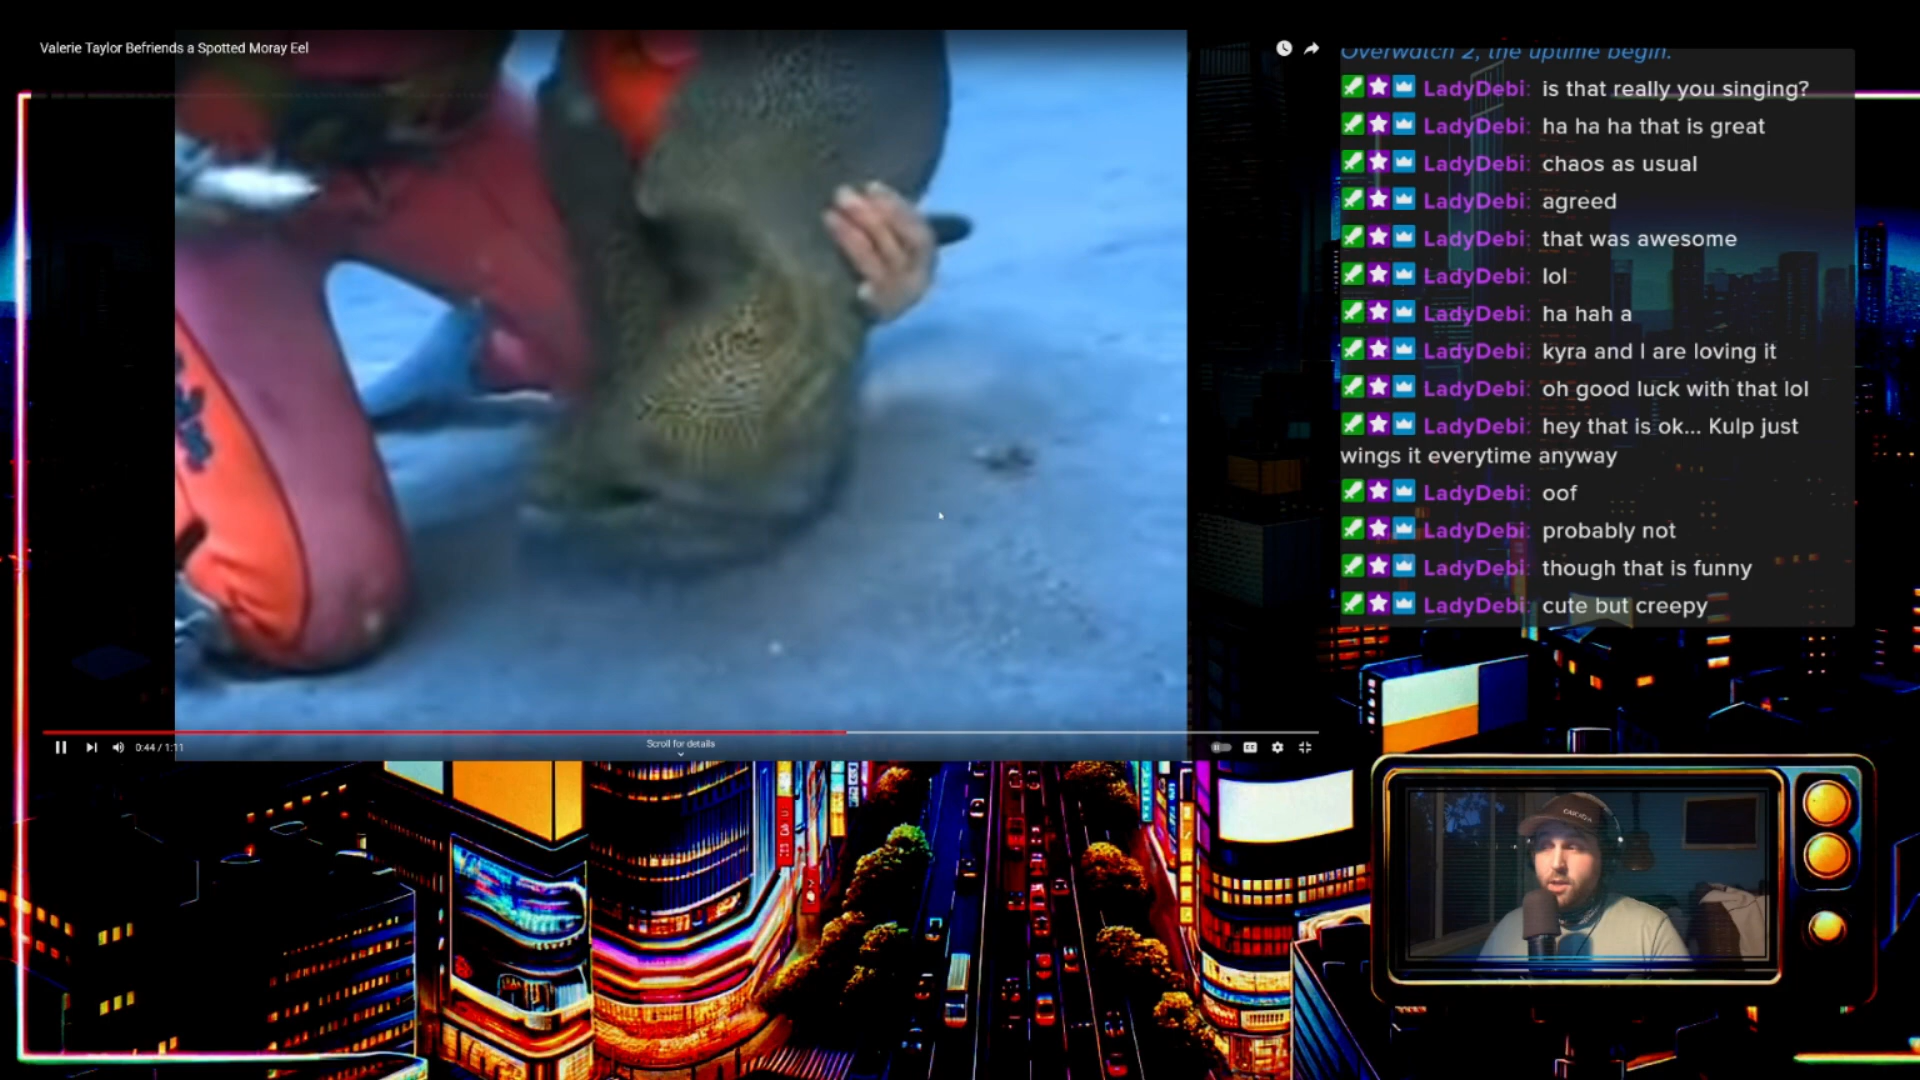 Valerie Taylor Befriends a Spotted Moray Eel
Overwatch 2, the uptime begin.
LadyDebi: is that really you singing?
LadyDebi: ha ha ha that is great
LadyDebi: chaos as usual
LadyDebi: agreed
LadyDebi: that was awesome
LadyDebi: lol
LadyDebi: ha hah a
LadyDebi: kyra and I are loving it
LadyDebi: oh good luck with that lol
LadyDebi: hey that is ok... Kulp just
wings it everytime anyway
LadyDebi: oof
LadyDebi: probably not
LadyDebi: though that is funny
LadyDebi: cute but creepy
0:44 / 1:11
Scroll for details